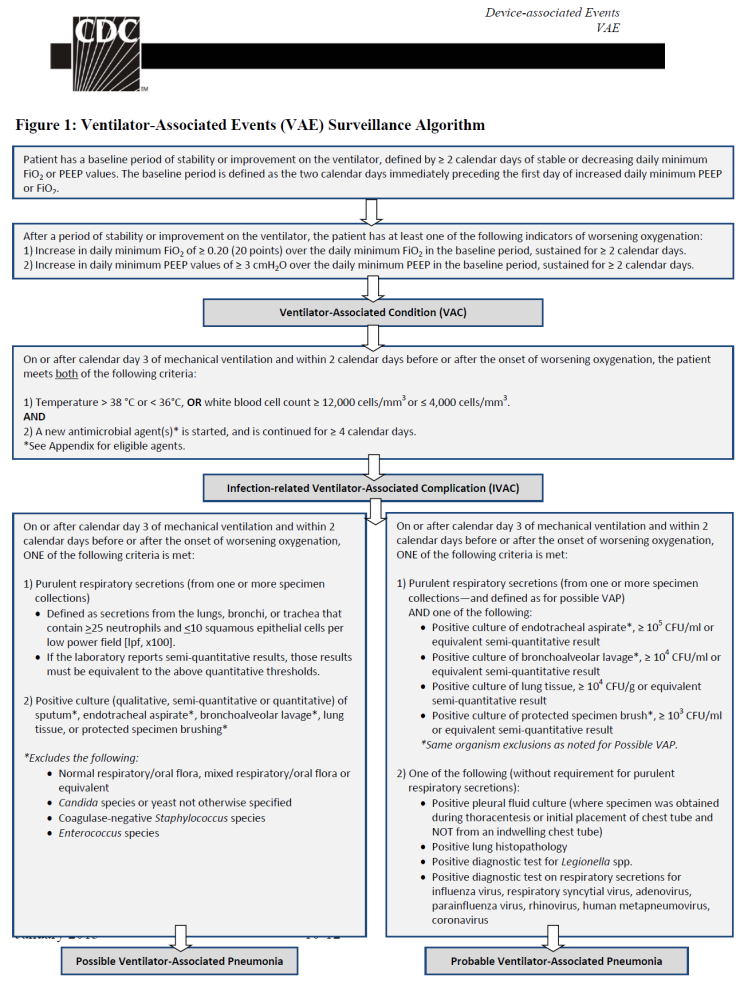 Device-associated Events
VAE
CDC
SM
Figure 1: Ventilator-Associated Events (VAE) Surveillance Algorithm
Patient has a baseline period of stability or improvement on the ventilator, defined by ≥ 2 calendar days of stable or decreasing daily minimum
FiO₂ or PEEP values. The baseline period is defined as the two calendar days immediately preceding the first day of increased daily minimum PEEP
or FiO₂.
After a period of stability or improvement on the ventilator, the patient has at least one of the following indicators of worsening oxygenation:
1) Increase in daily minimum FiO₂ of ≥ 0.20 (20 points) over the daily minimum FiO₂ in the baseline period, sustained for ≥ 2 calendar days.
2) Increase in daily minimum PEEP values of ≥ 3 cmH₂O over the daily minimum PEEP in the baseline period, sustained for ≥ 2 calendar days.
Ventilator-Associated Condition (VAC)
On or after calendar day 3 of mechanical ventilation and within 2 calendar days before or after the onset of worsening oxygenation, the patient
meets both of the following criteria:
1) Temperature > 38 °C or < 36°C, OR white blood cell count ≥ 12,000 cells/mm³ or ≤ 4,000 cells/mm³.
AND
2) A new antimicrobial agent(s)* is started, and is continued for ≥ 4 calendar days.
*See Appendix for eligible agents.
Infection-related Ventilator-Associated Complication (IVAC)
On or after calendar day 3 of mechanical ventilation and within 2
calendar days before or after the onset of worsening oxygenation,
ONE of the following criteria is met:
1) Purulent respiratory secretions (from one or more specimen
collections)
• Defined as secretions from the lungs, bronchi, or trachea that
contain ≥25 neutrophils and ≤10 squamous epithelial cells per
low power field [lpf, x100].
• If the laboratory reports semi-quantitative results, those results
must be equivalent to the above quantitative thresholds.
2) Positive culture (qualitative, semi-quantitative or quantitative) of
sputum*, endotracheal aspirate*, bronchoalveolar lavage*, lung
tissue, or protected specimen brushing*
*Excludes the following:
• Normal respiratory/oral flora, mixed respiratory/oral flora or
equivalent
• Candida species or yeast not otherwise specified
• Coagulase-negative Staphylococcus species
• Enterococcus species
Possible Ventilator-Associated Pneumonia
On or after calendar day 3 of mechanical ventilation and within 2
calendar days before or after the onset of worsening oxygenation,
ONE of the following criteria is met:
1) Purulent respiratory secretions (from one or more specimen
collections—and defined as for possible VAP)
AND one of the following:
• Positive culture of endotracheal aspirate*, ≥ 10⁵ CFU/ml or
equivalent semi-quantitative result
• Positive culture of bronchoalveolar lavage*, ≥ 10⁴ CFU/ml or
equivalent semi-quantitative result
• Positive culture of lung tissue, ≥ 10⁴ CFU/g or equivalent
semi-quantitative result
• Positive culture of protected specimen brush*, ≥ 10³ CFU/ml
or equivalent semi-quantitative result
*Same organism exclusions as noted for Possible VAP.
2) One of the following (without requirement for purulent
respiratory secretions):
• Positive pleural fluid culture (where specimen was obtained
during thoracentesis or initial placement of chest tube and
NOT from an indwelling chest tube)
• Positive lung histopathology
• Positive diagnostic test for Legionella spp.
• Positive diagnostic test on respiratory secretions for
influenza virus, respiratory syncytial virus, adenovirus,
parainfluenza virus, rhinovirus, human metapneumovirus,
coronavirus
Probable Ventilator-Associated Pneumonia